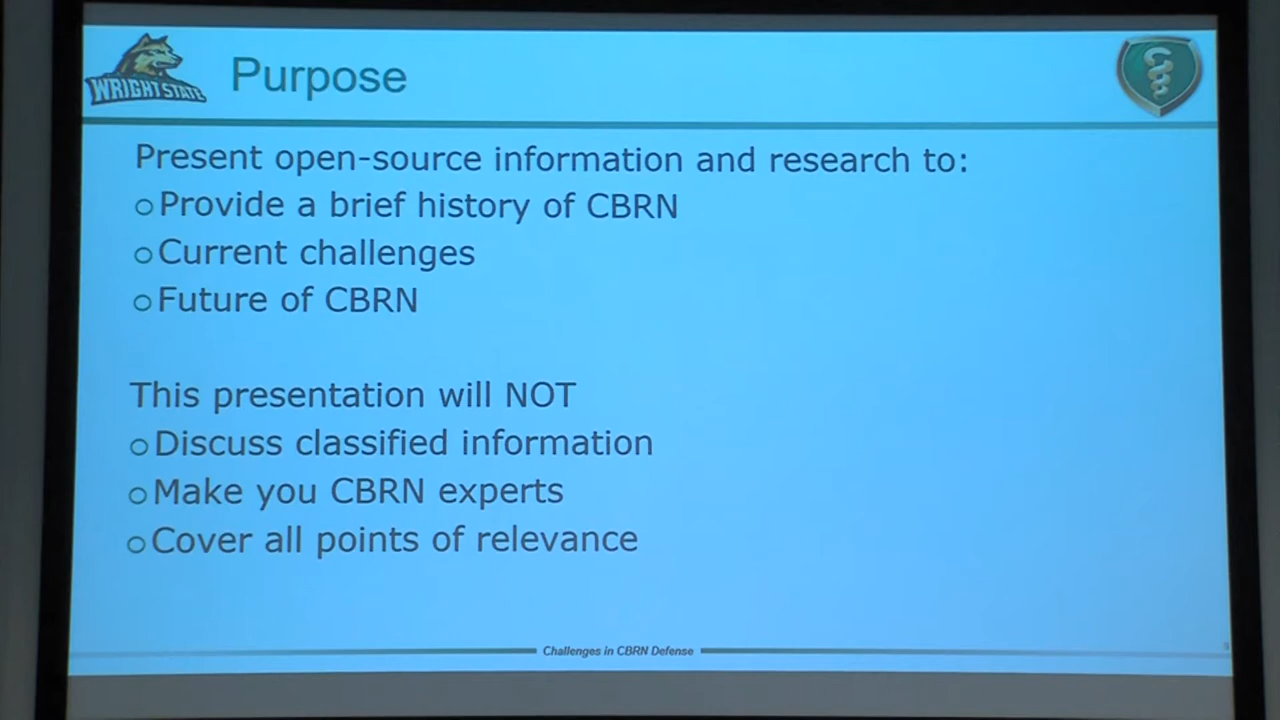 WRIGHT STATE
Purpose
Present open-source information and research to:
Provide a brief history of CBRN
Current challenges
Future of CBRN
This presentation will NOT
Discuss classified information
Make you CBRN experts
Cover all points of relevance
Challenges in CBRN Defense